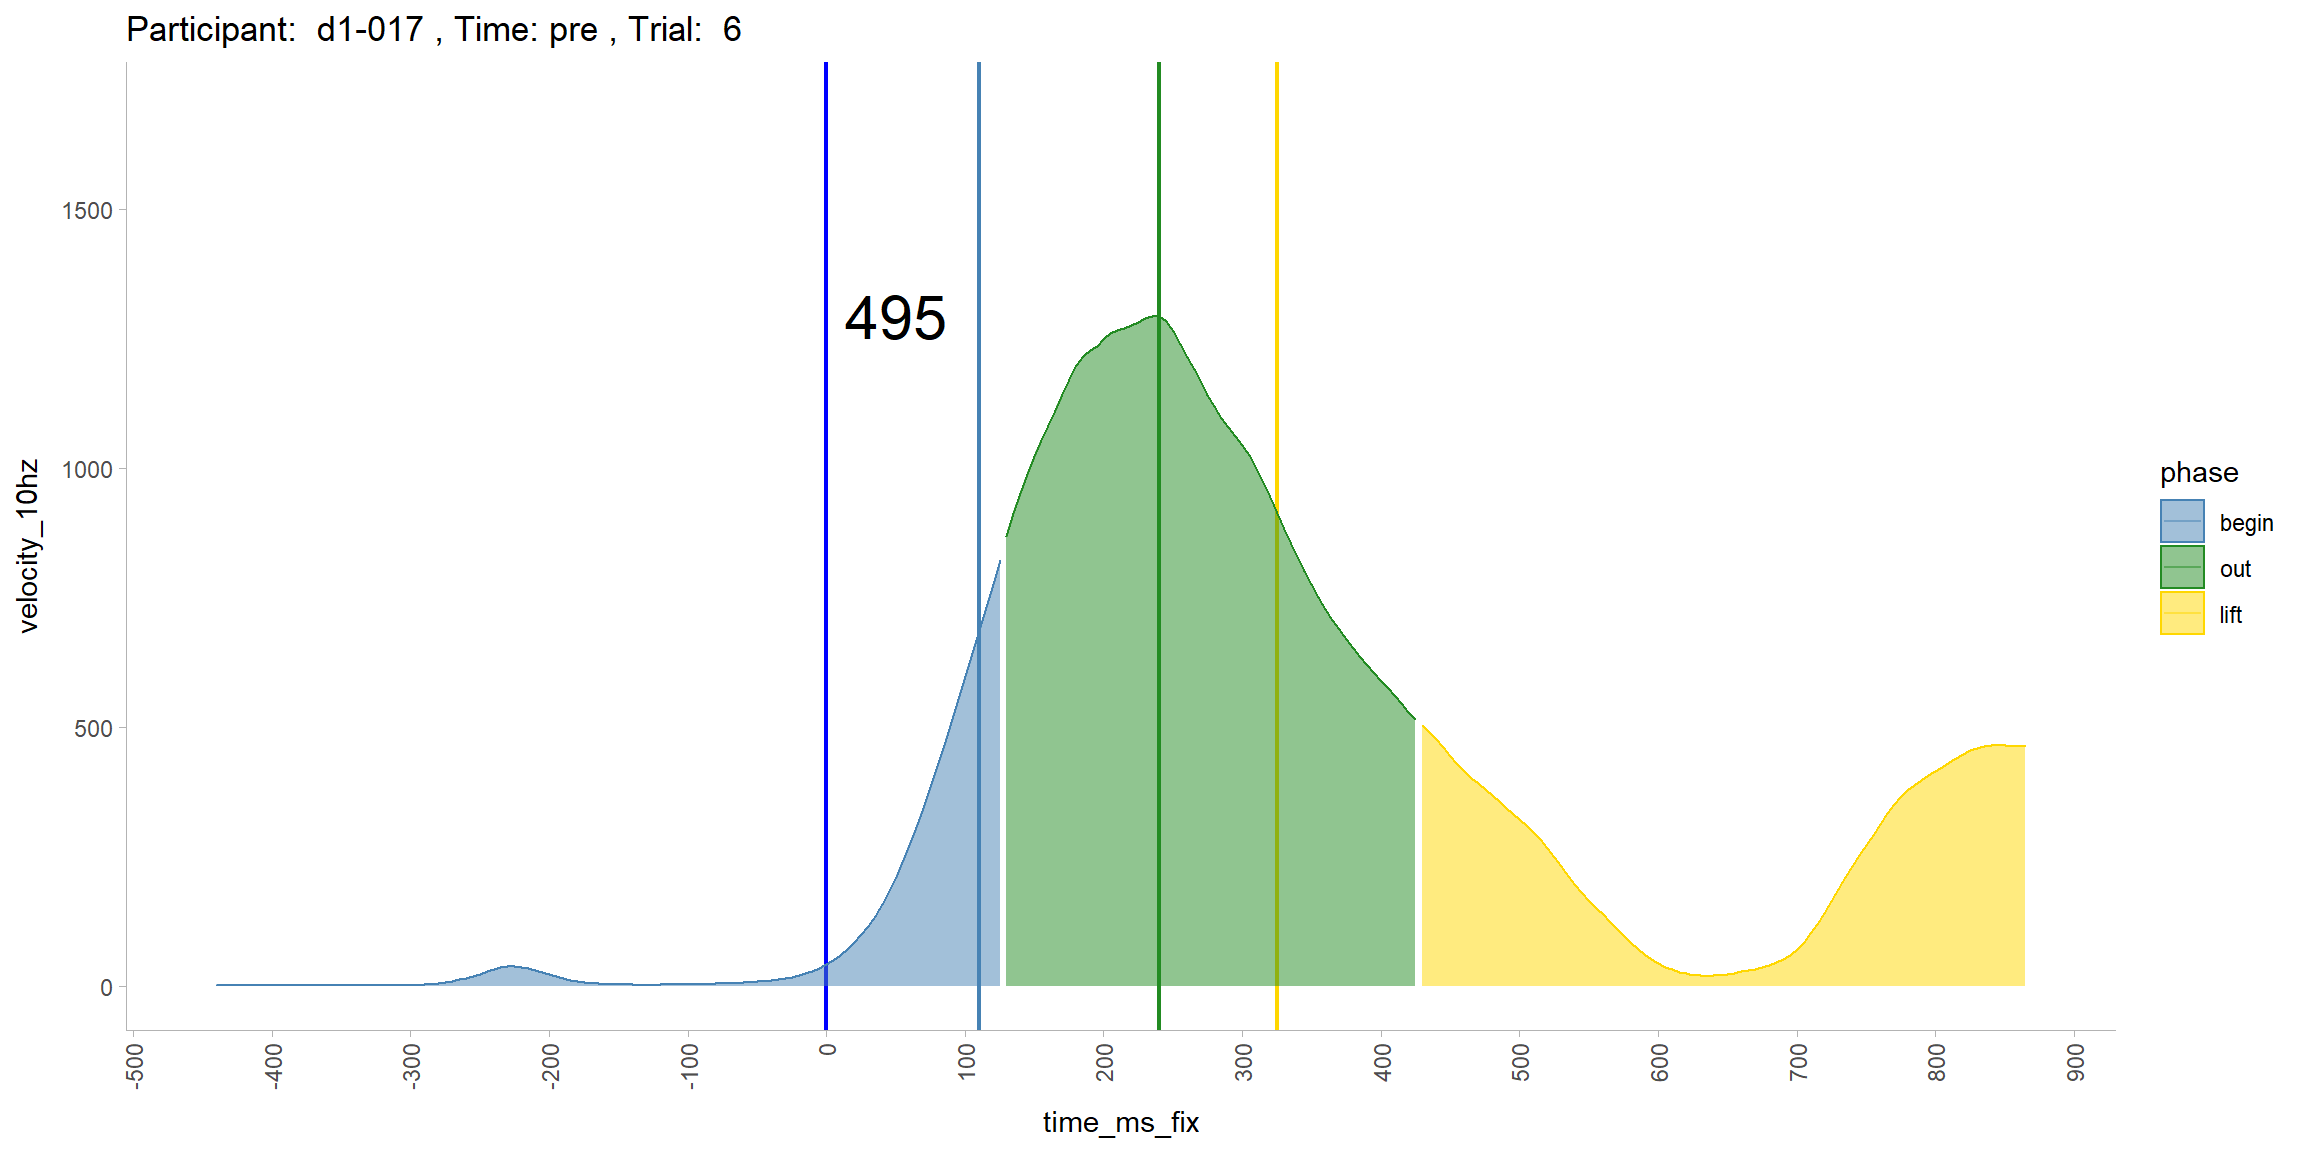 Participant:  d1-017 , Time: pre , Trial:  6
1500
1000
500
0
velocity_10hz
495
-500
-400
-300
-200
-100
0
100
200
300
400
500
600
700
800
900
time_ms_fix
phase
begin
out
lift